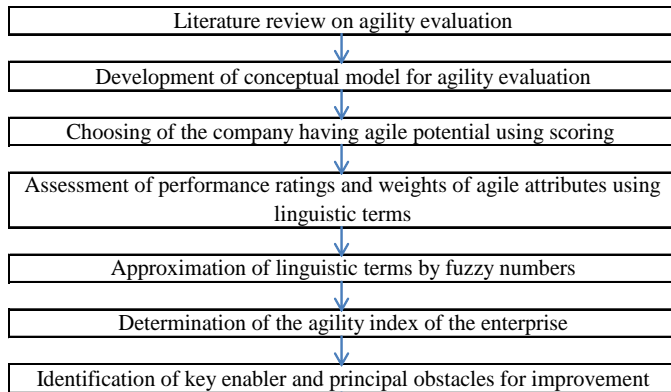 Literature review on agility evaluation
Development of conceptual model for agility evaluation
Choosing of the company having agile potential using scoring
Assessment of performance ratings and weights of agile attributes using
linguistic terms
Approximation of linguistic terms by fuzzy numbers
Determination of the agility index of the enterprise
Identification of key enabler and principal obstacles for improvement